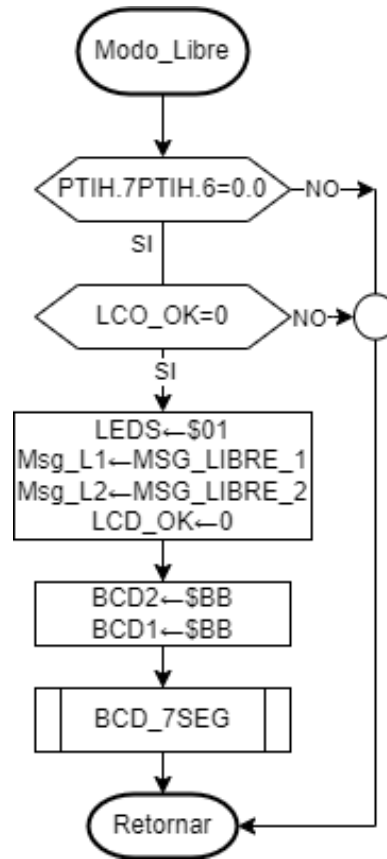 Modo_Libre
PTIH.7PTIH.6=0.0
NO
SI
LCO_OK=0
NO
SI
LEDS←$01
Msg_L1←MSG_LIBRE_1
Msg_L2←MSG_LIBRE_2
LCD_OK←0
BCD2←$BB
BCD1←$BB
BCD_7SEG
Retornar